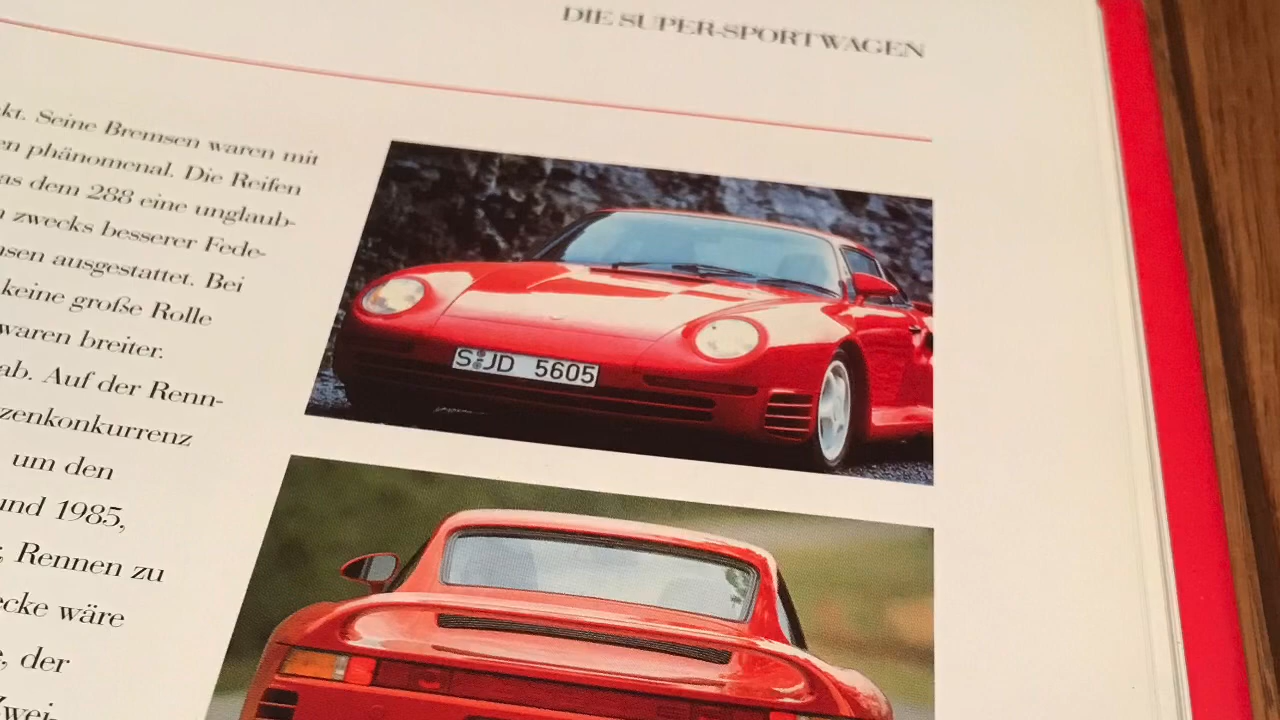 DIE SUPER-SPORTWAGEN
kt. Seine Bremsen waren mit
en phänomenal. Die Reifen
as dem 288 eine unglaub-
n zwecks besserer Fede-
nsen ausgestattet. Bei
keine große Rolle
waren breiter.
ab. Auf der Renn-
zenkonkurrenz
um den
und 1985,
, Rennen zu
ecke wäre
, der
Zwei-
S JD 5605